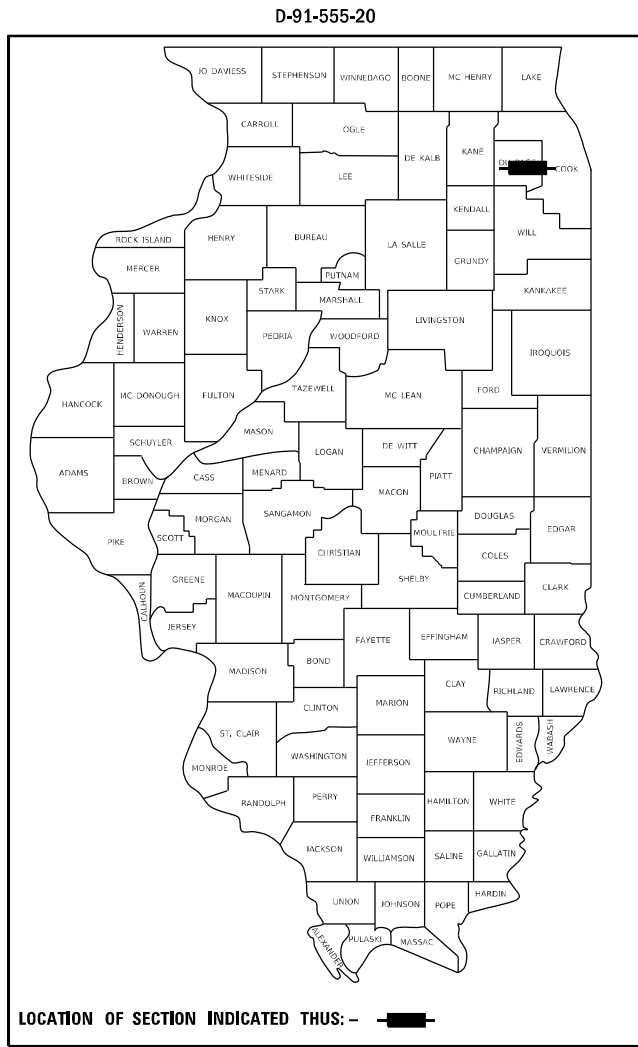 D-91-555-20
JO DAVIESS STEPHENSON WINNEBAGO BOONE MC HENRY LAKE
CARROLL OGLE DE KALB KANE COOK
WHITESIDE LEE
KENDALL WILL
ROCK ISLAND HENRY BUREAU LA SALLE GRUNDY
MERCER PUTNAM
STARK MARSHALL KANKAKEE
HENDERSON WARREN KNOX PEORIA WOODFORD LIVINGSTON
IROQUOIS
HANCOCK MC DONOUGH FULTON TAZEWELL MC LEAN FORD
MASON
SCHUYLER LOGAN DE WITT CHAMPAIGN VERMILION
ADAMS BROWN CASS MENARD PIATT
MACON
PIKE SCOTT MORGAN SANGAMON MOULTRIE DOUGLAS EDGAR
CHRISTIAN COLES
CALHOUN GREENE MACOUPIN MONTGOMERY SHELBY CUMBERLAND CLARK
JERSEY
FAYETTE EFFINGHAM JASPER CRAWFORD
MADISON BOND
CLAY RICHLAND LAWRENCE
CLINTON MARION
ST. CLAIR WAYNE EDWARDS WABASH
WASHINGTON JEFFERSON
MONROE
RANDOLPH PERRY HAMILTON WHITE
FRANKLIN
JACKSON WILLIAMSON SALINE GALLATIN
HARDIN
UNION JOHNSON POPE
ALEXANDER PULASKI MASSAC
LOCATION OF SECTION INDICATED THUS: –